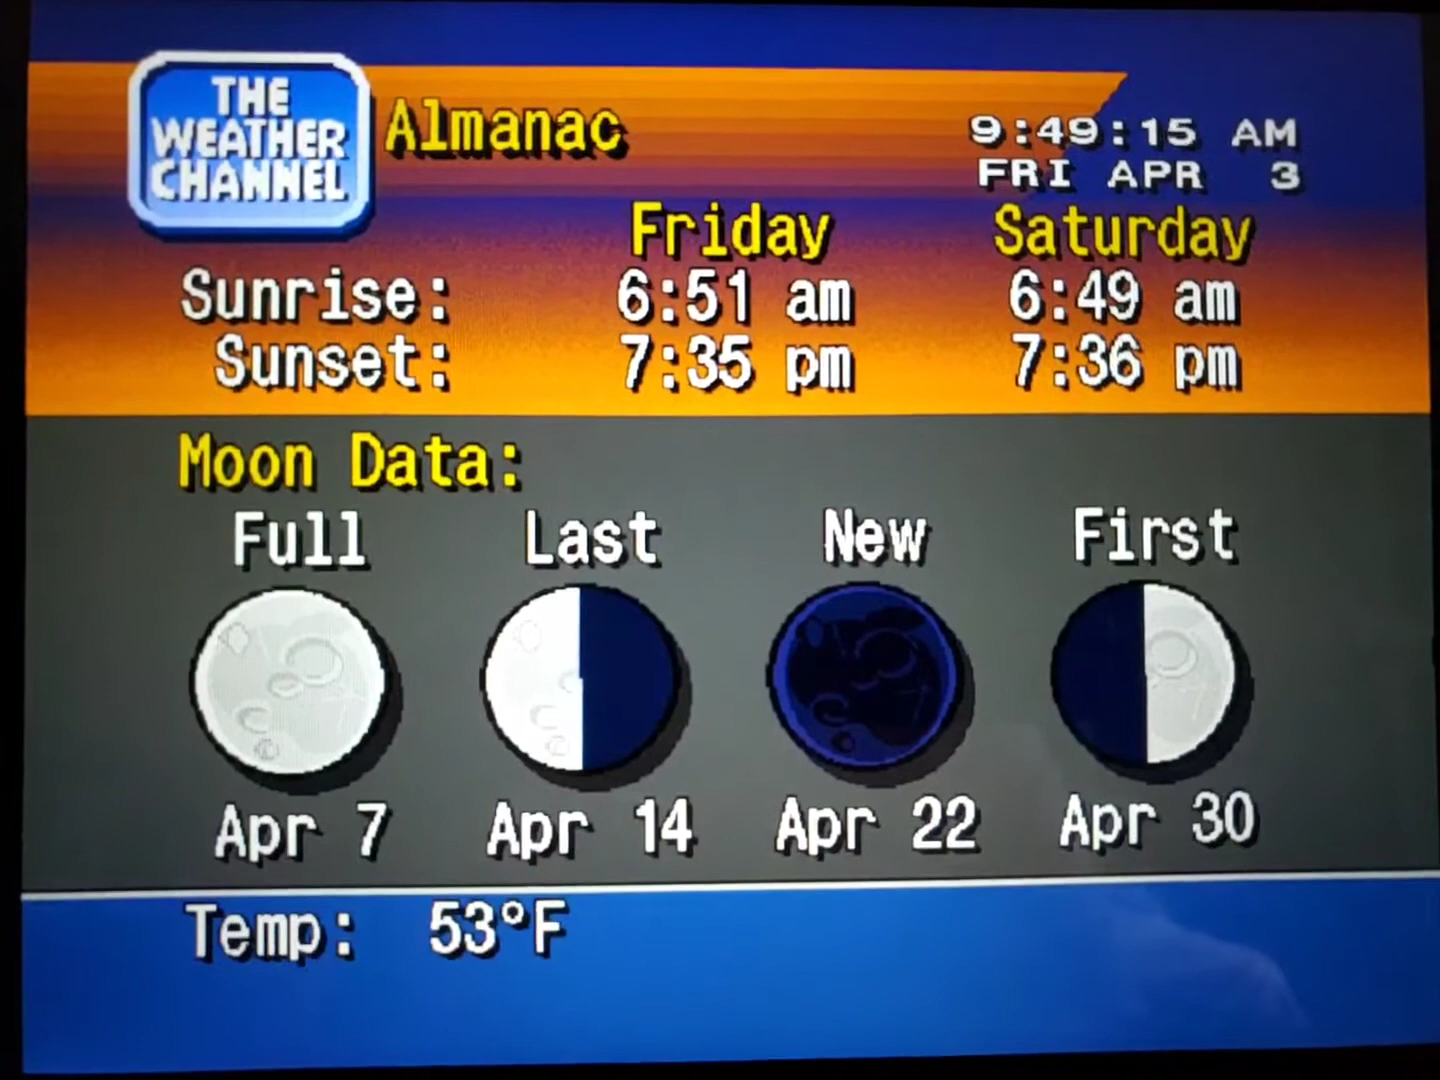 THE
WEATHER
CHANNEL
Almanac
9:49:15 AM
FRI APR 3
Friday Saturday
Sunrise: 6:51 am 6:49 am
Sunset: 7:35 pm 7:36 pm
Moon Data:
Full Last New First
Apr 7 Apr 14 Apr 22 Apr 30
Temp: 53°F